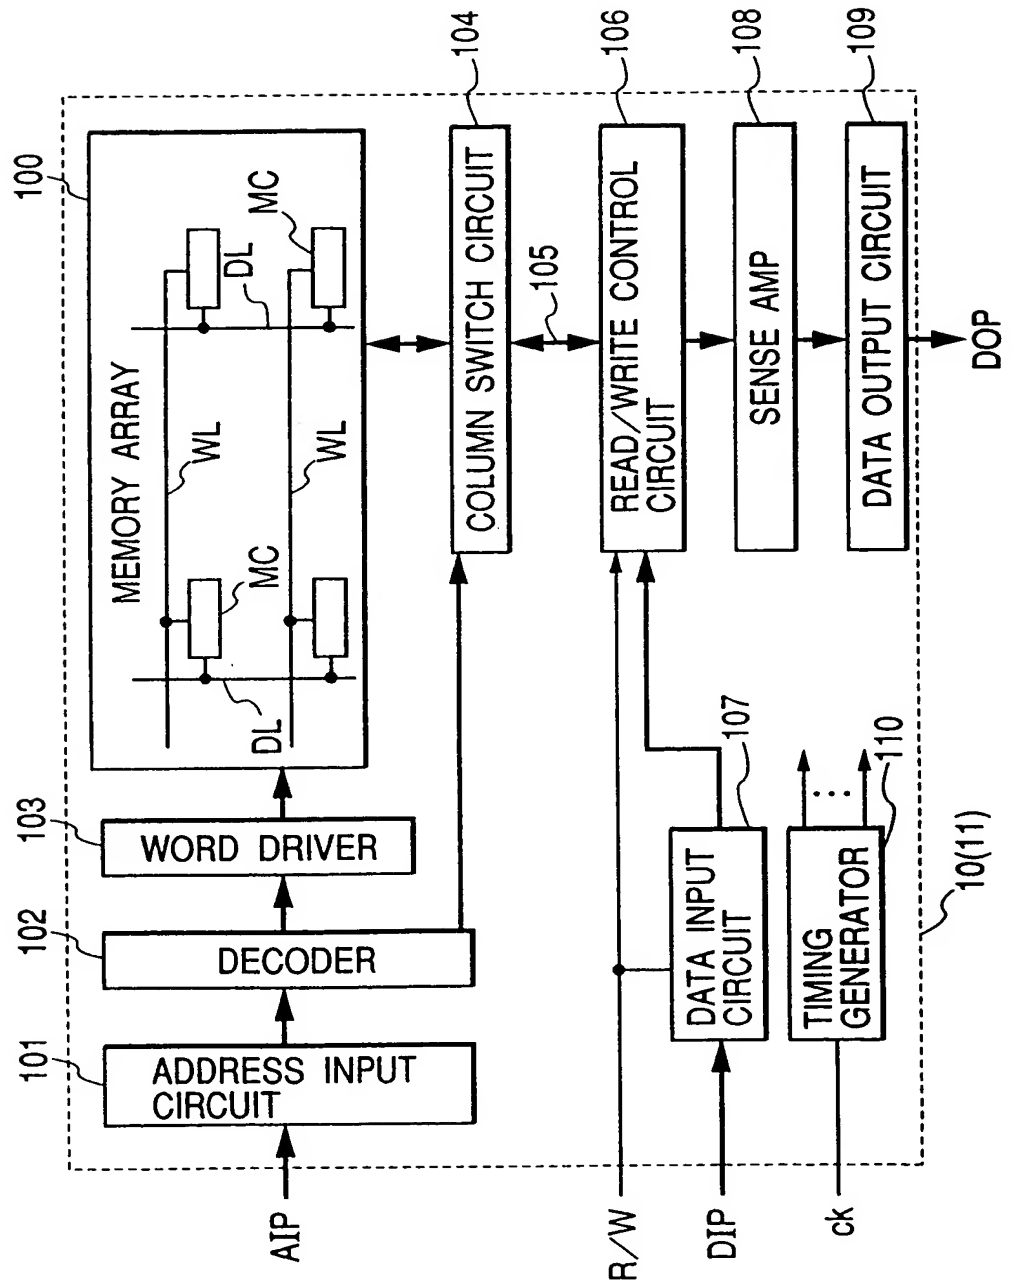 100
MEMORY ARRAY
WL
WL
DL
DL
MC
MC
101
ADDRESS INPUT
CIRCUIT
AIP
102
DECODER
103
WORD DRIVER
104
COLUMN SWITCH CIRCUIT
105
106
READ/WRITE CONTROL
CIRCUIT
R/W
107
DATA INPUT
CIRCUIT
DIP
108
SENSE AMP
109
DATA OUTPUT CIRCUIT
DOP
110
TIMING
GENERATOR
ck
10(11)